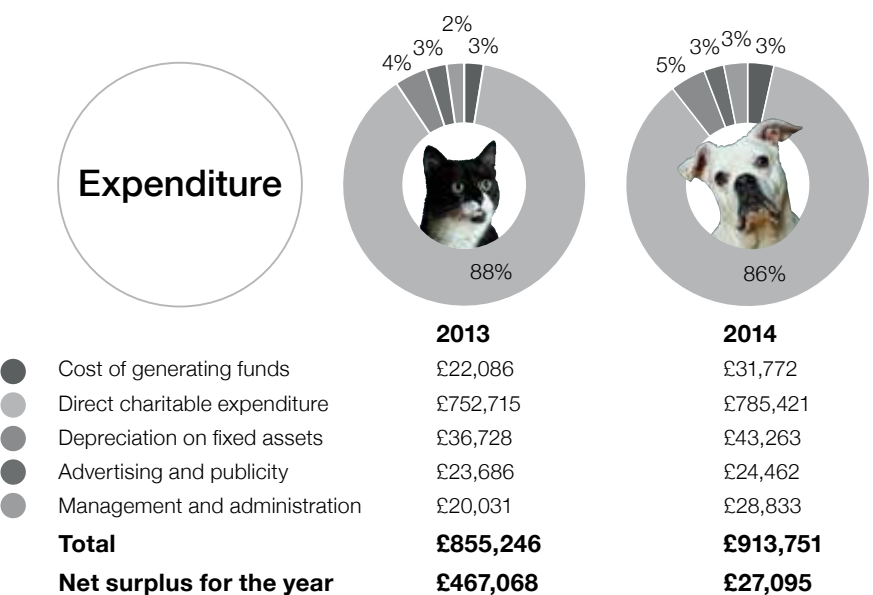 2%
4% 3% 3%
5% 3% 3% 3%
Expenditure
88%
86%
2013 2014
Cost of generating funds £22,086 £31,772
Direct charitable expenditure £752,715 £785,421
Depreciation on fixed assets £36,728 £43,263
Advertising and publicity £23,686 £24,462
Management and administration £20,031 £28,833
Total £855,246 £913,751
Net surplus for the year £467,068 £27,095